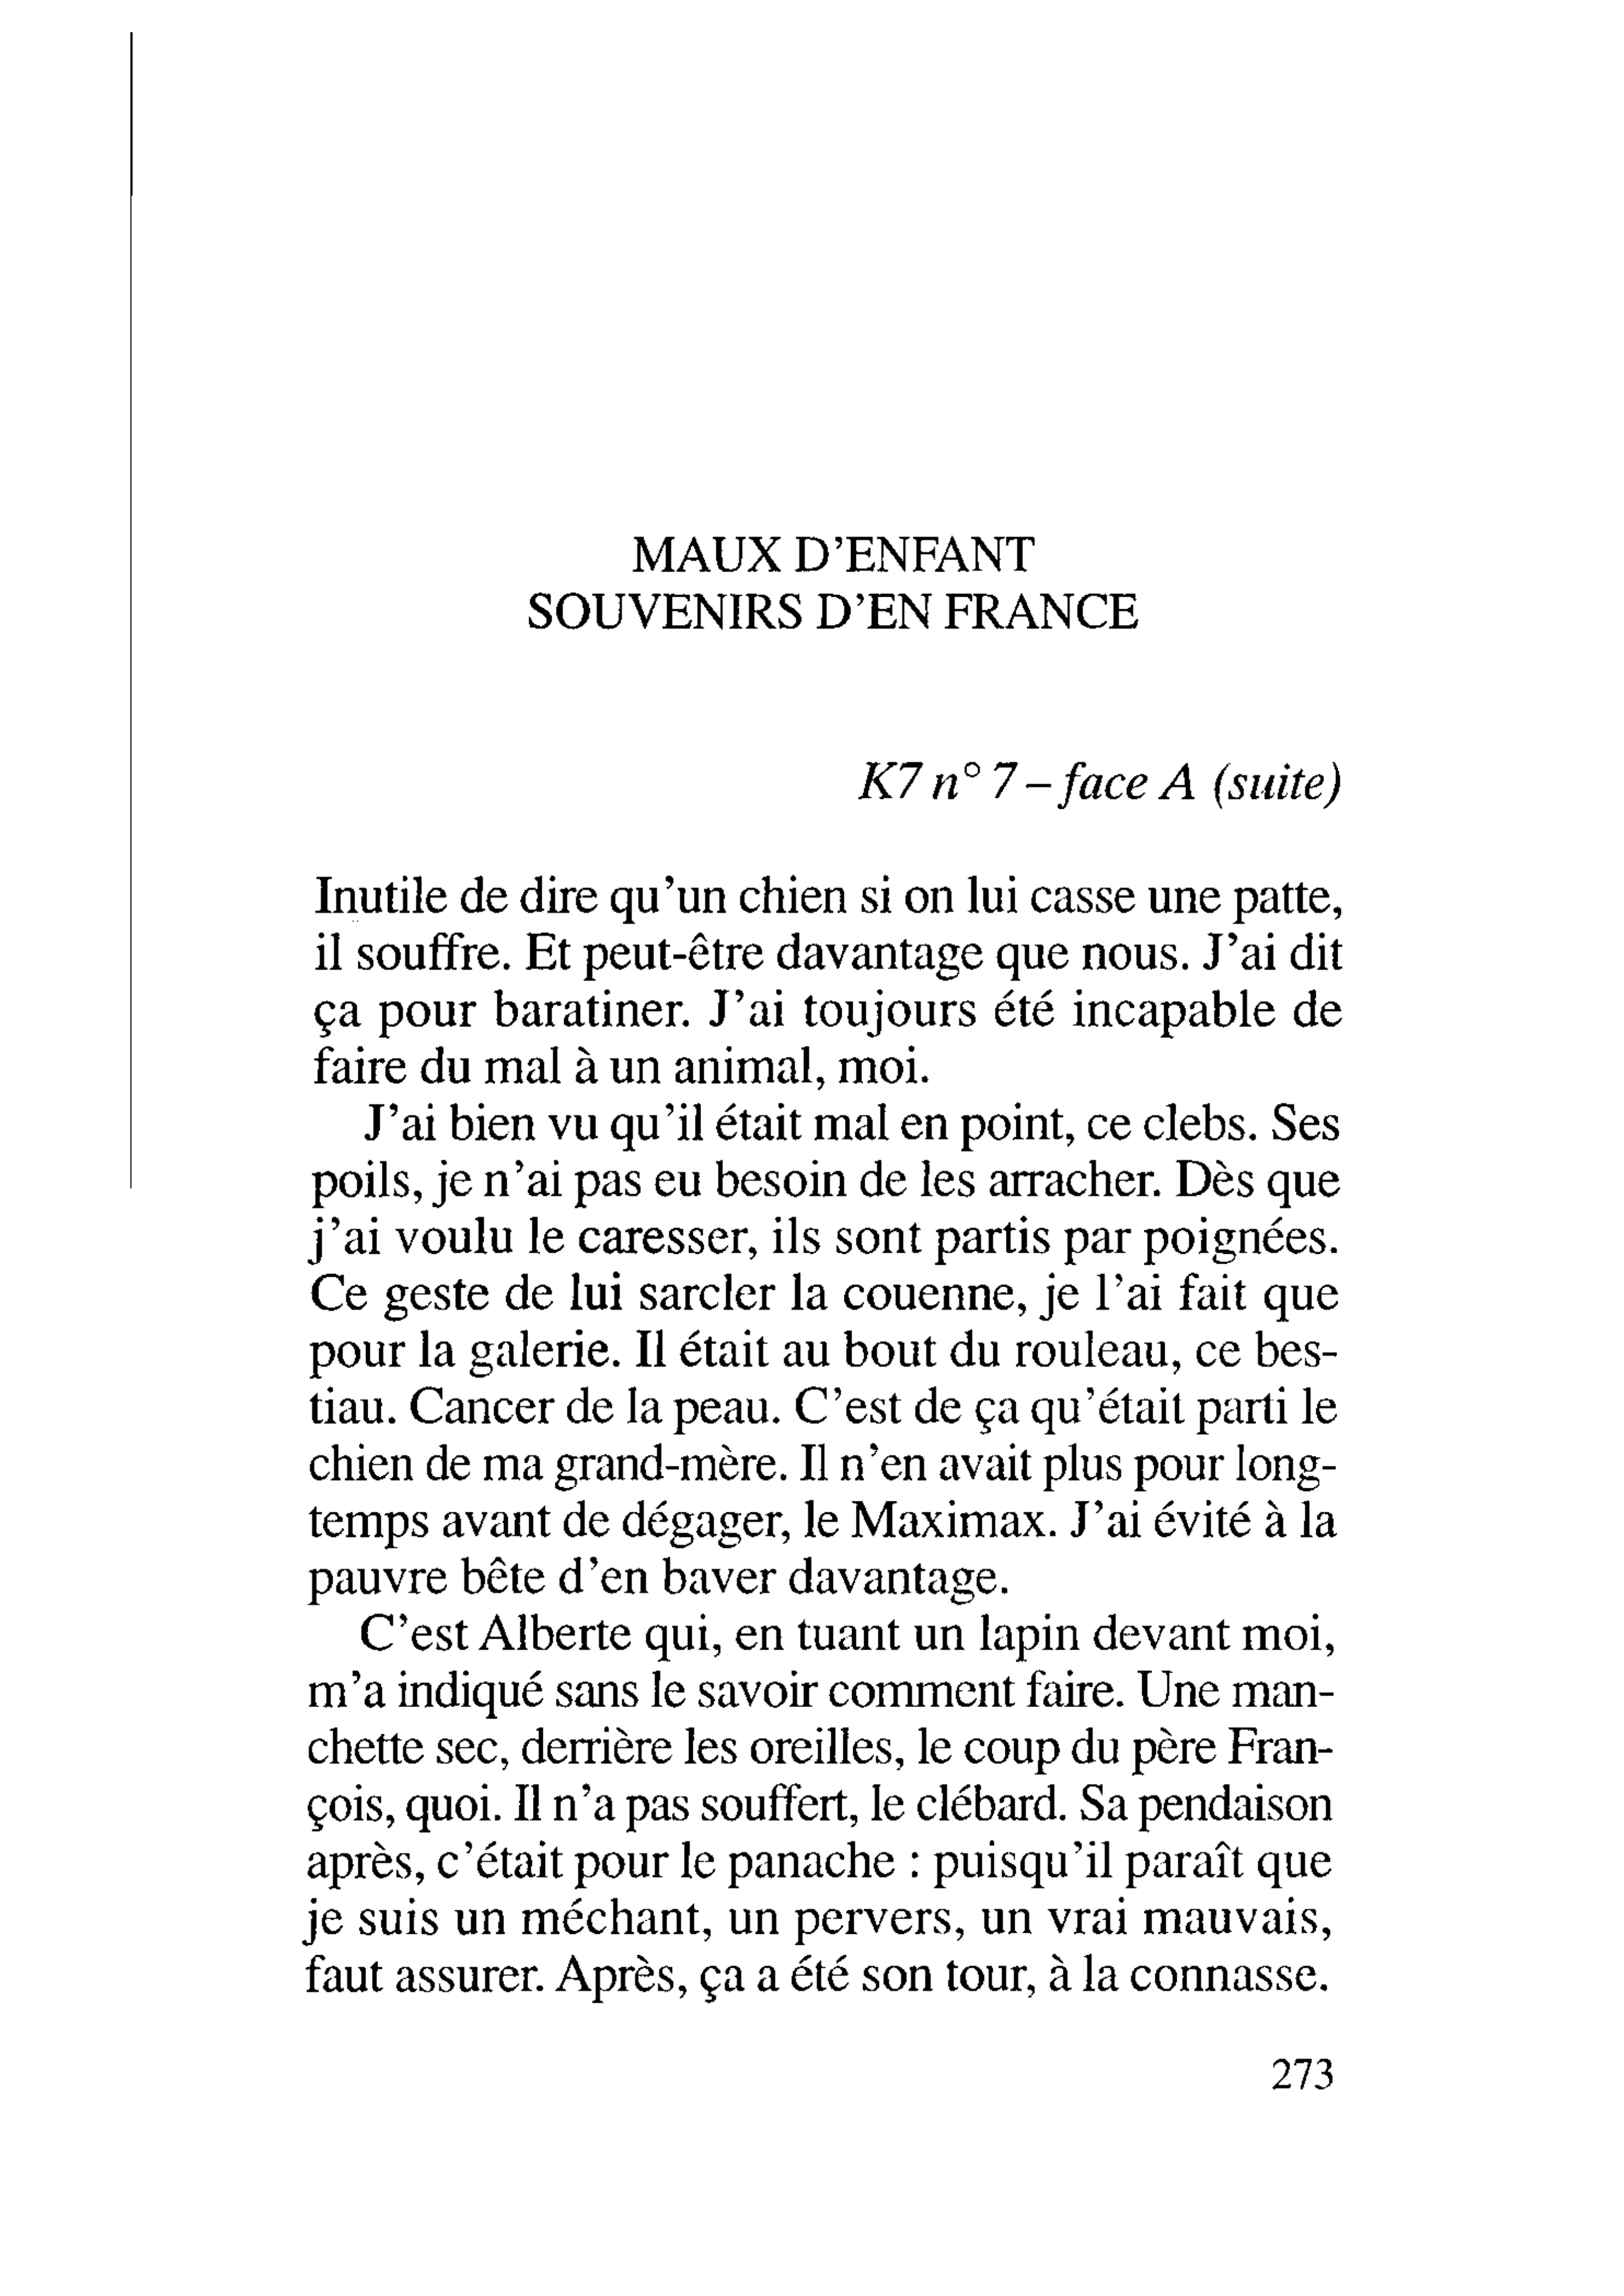 MAUX D'ENFANT
SOUVENIRS D'EN FRANCE
K7 n° 7 – face A (suite)
Inutile de dire qu'un chien si on lui casse une patte,
il souffre. Et peut-être davantage que nous. J'ai dit
ça pour baratiner. J'ai toujours été incapable de
faire du mal à un animal, moi.
J'ai bien vu qu'il était mal en point, ce clebs. Ses
poils, je n'ai pas eu besoin de les arracher. Dès que
j'ai voulu le caresser, ils sont partis par poignées.
Ce geste de lui sarcler la couenne, je l'ai fait que
pour la galerie. Il était au bout du rouleau, ce bes-
tiau. Cancer de la peau. C'est de ça qu'était parti le
chien de ma grand-mère. Il n'en avait plus pour long-
temps avant de dégager, le Maximax. J'ai évité à la
pauvre bête d'en baver davantage.
C'est Alberte qui, en tuant un lapin devant moi,
m'a indiqué sans le savoir comment faire. Une man-
chette sec, derrière les oreilles, le coup du père Fran-
çois, quoi. Il n'a pas souffert, le clébard. Sa pendaison
après, c'était pour le panache : puisqu'il paraît que
je suis un méchant, un pervers, un vrai mauvais,
faut assurer. Après, ça a été son tour, à la connasse.
273